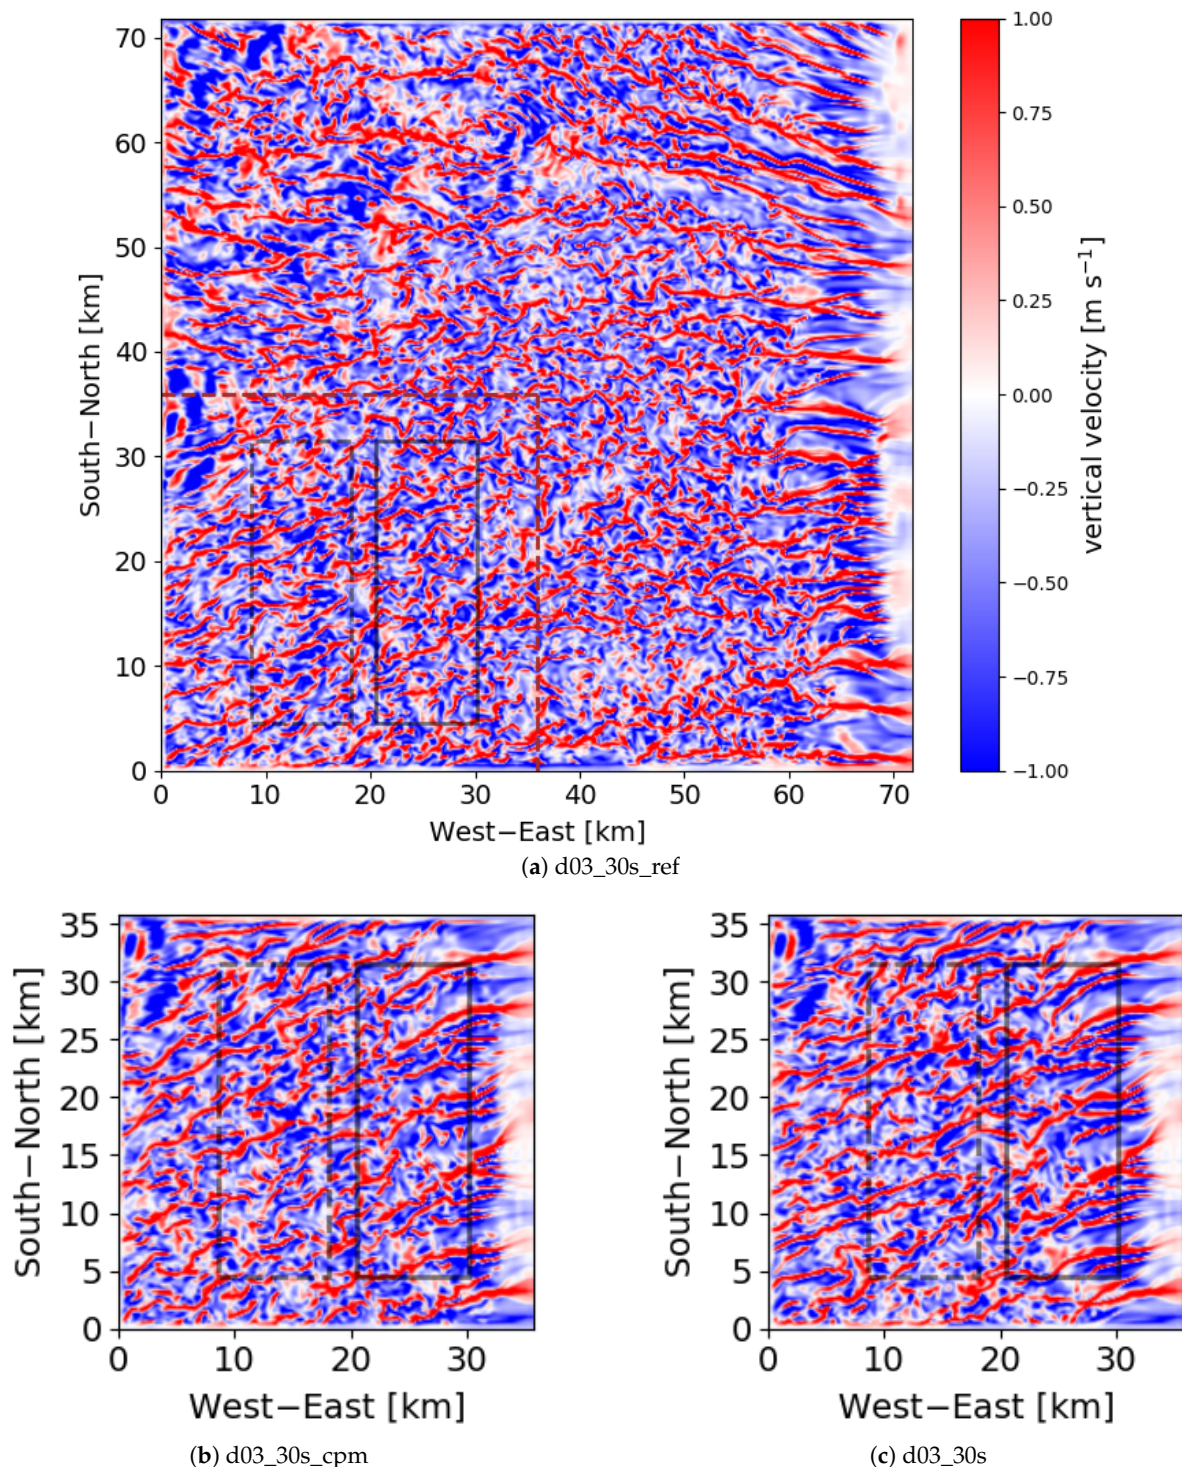 70
60
50
40
30
20
10
0
South−North [km]
0 10 20 30 40 50 60 70
West−East [km]
1.00
0.75
0.50
0.25
0.00
−0.25
−0.50
−0.75
−1.00
vertical velocity [m s⁻¹]
(a) d03_30s_ref
35
30
25
20
15
10
5
0
South−North [km]
0 10 20 30
West−East [km]
(b) d03_30s_cpm
35
30
25
20
15
10
5
0
South−North [km]
0 10 20 30
West−East [km]
(c) d03_30s